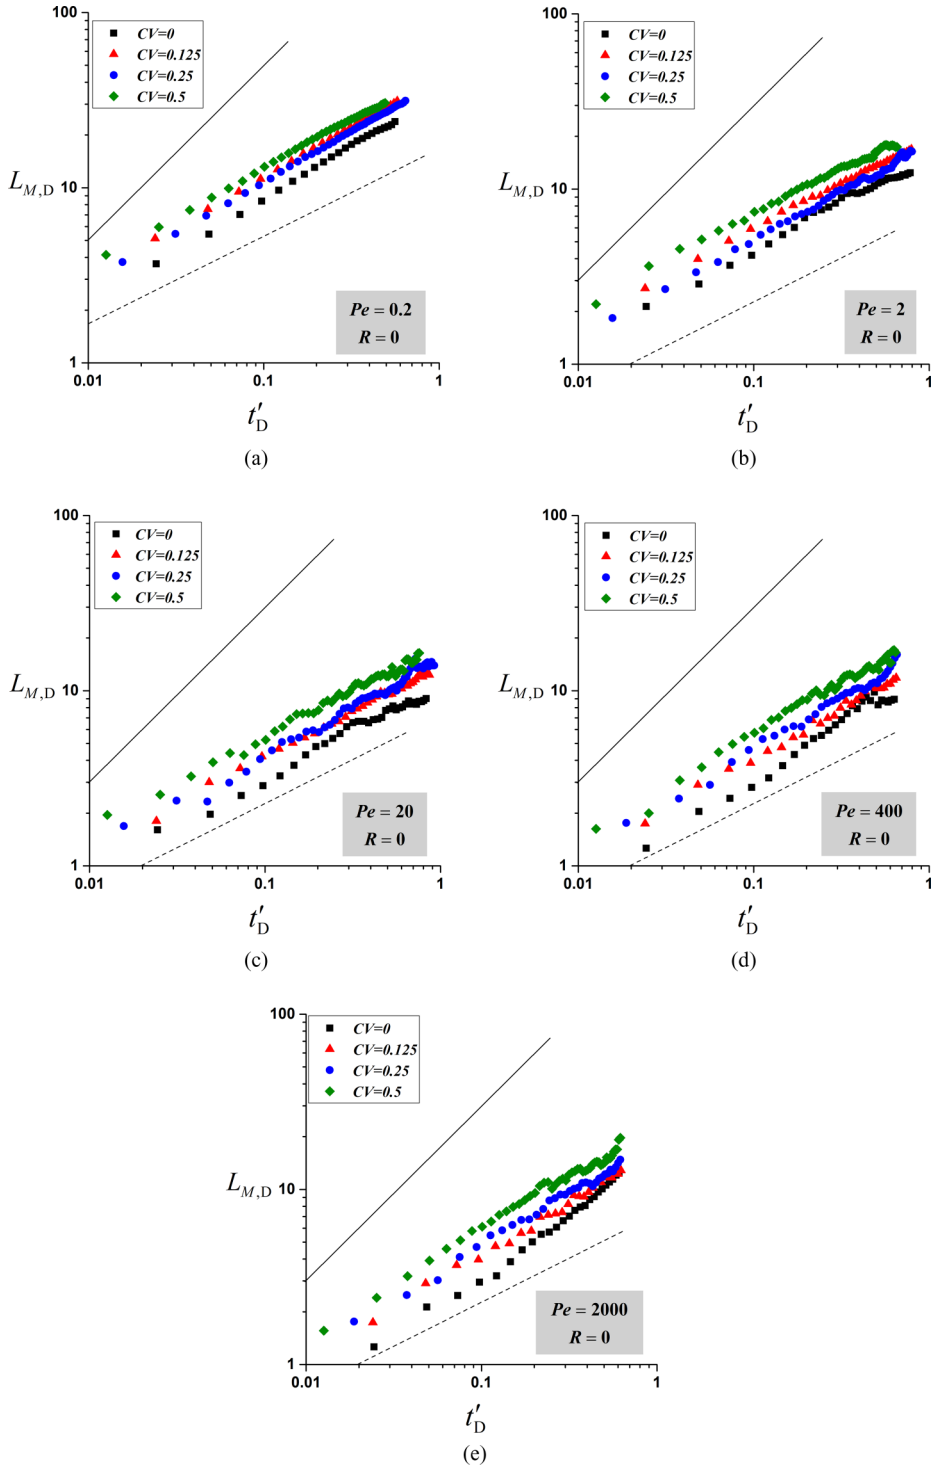 100
CV=0
CV=0.125
CV=0.25
CV=0.5
L_{M,D}
10
Pe = 0.2
R = 0
1
0.01
0.1
1
t'_D
(a)
100
CV=0
CV=0.125
CV=0.25
CV=0.5
L_{M,D}
10
Pe = 2
R = 0
1
0.01
0.1
1
t'_D
(b)
100
CV=0
CV=0.125
CV=0.25
CV=0.5
L_{M,D}
10
Pe = 20
R = 0
1
0.01
0.1
1
t'_D
(c)
100
CV=0
CV=0.125
CV=0.25
CV=0.5
L_{M,D}
10
Pe = 400
R = 0
1
0.01
0.1
1
t'_D
(d)
100
CV=0
CV=0.125
CV=0.25
CV=0.5
L_{M,D}
10
Pe = 2000
R = 0
1
0.01
0.1
1
t'_D
(e)